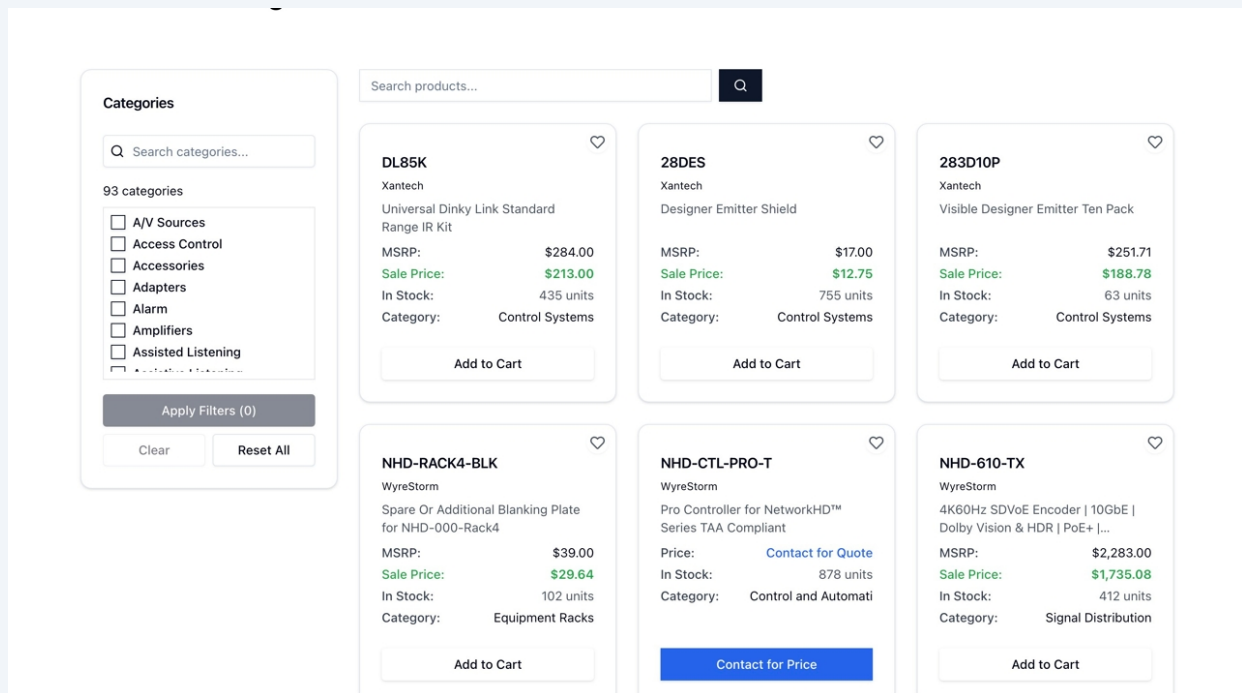 Categories
Search categories...
93 categories
A/V Sources
Access Control
Accessories
Adapters
Alarm
Amplifiers
Assisted Listening
Apply Filters (0)
Clear
Reset All
Search products...
DL85K
Xantech
Universal Dinky Link Standard
Range IR Kit
MSRP: $284.00
Sale Price: $213.00
In Stock: 435 units
Category: Control Systems
Add to Cart
28DES
Xantech
Designer Emitter Shield
MSRP: $17.00
Sale Price: $12.75
In Stock: 755 units
Category: Control Systems
Add to Cart
283D10P
Xantech
Visible Designer Emitter Ten Pack
MSRP: $251.71
Sale Price: $188.78
In Stock: 63 units
Category: Control Systems
Add to Cart
NHD-RACK4-BLK
WyreStorm
Spare Or Additional Blanking Plate
for NHD-000-Rack4
MSRP: $39.00
Sale Price: $29.64
In Stock: 102 units
Category: Equipment Racks
Add to Cart
NHD-CTL-PRO-T
WyreStorm
Pro Controller for NetworkHD™
Series TAA Compliant
Price: Contact for Quote
In Stock: 878 units
Category: Control and Automati
Contact for Price
NHD-610-TX
WyreStorm
4K60Hz SDVoE Encoder | 10GbE |
Dolby Vision & HDR | PoE+ |...
MSRP: $2,283.00
Sale Price: $1,735.08
In Stock: 412 units
Category: Signal Distribution
Add to Cart